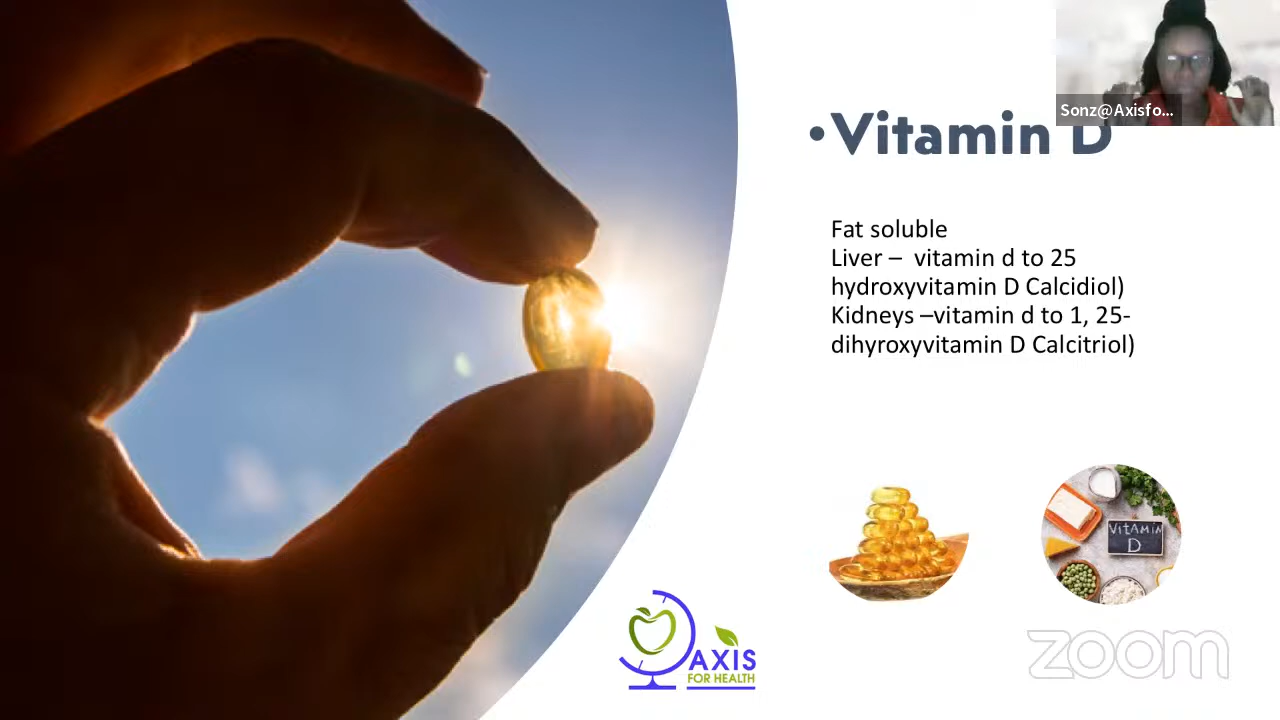 Sonz@Axisfo...
•Vitamin D
Fat soluble
Liver – vitamin d to 25
hydroxyvitamin D Calcidiol)
Kidneys –vitamin d to 1, 25-
dihyroxyvitamin D Calcitriol)
VITAMIN
D
AXIS
FOR HEALTH
zoom